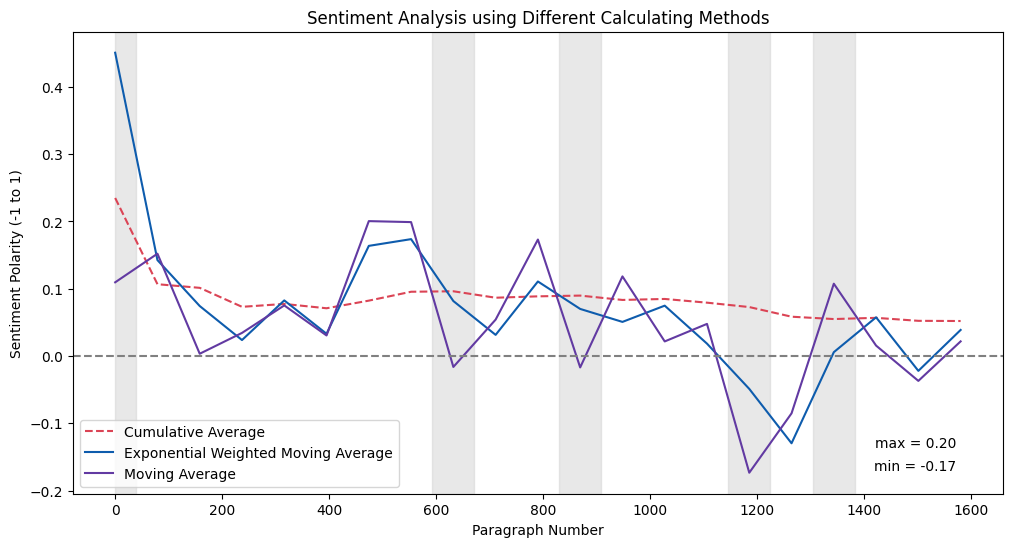 Sentiment Analysis using Different Calculating Methods
Sentiment Polarity (-1 to 1)
0.4
0.3
0.2
0.1
0.0
−0.1
−0.2
Cumulative Average
Exponential Weighted Moving Average
Moving Average
max = 0.20
min = -0.17
0 200 400 600 800 1000 1200 1400 1600
Paragraph Number